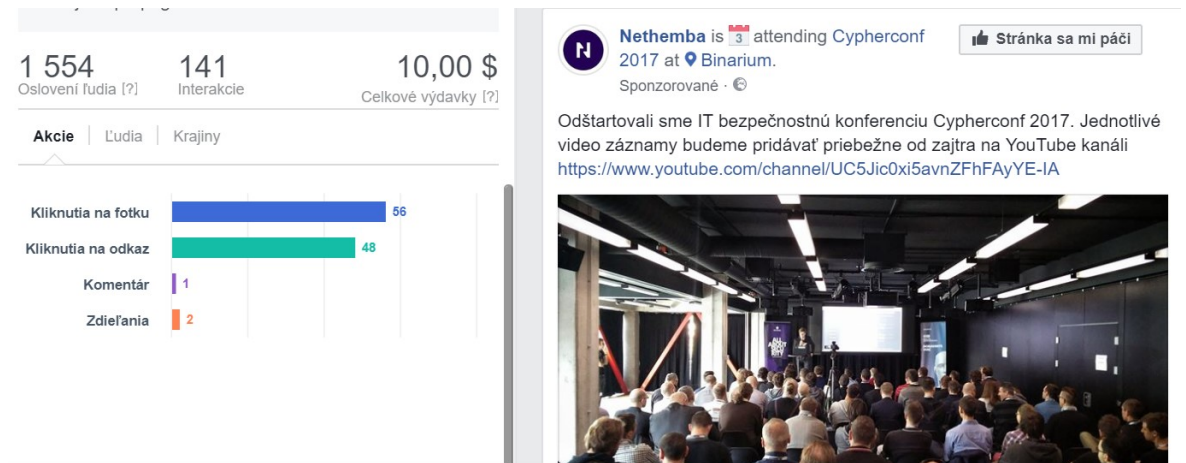 1 554
Oslovení ľudia [?]
141
Interakcie
10,00 $
Celkové výdavky [?]
Akcie
Ľudia
Krajiny
Kliknutia na fotku 56
Kliknutia na odkaz 48
Komentár 1
Zdieľania 2
Nethemba is 3 attending Cypherconf
2017 at Binarium.
Sponzorované ·
Stránka sa mi páči
Odštartovali sme IT bezpečnostnú konferenciu Cypherconf 2017. Jednotlivé
video záznamy budeme pridávať priebežne od zajtra na YouTube kanáli
https://www.youtube.com/channel/UC5Jic0xi5avnZFhFAyYE-IA